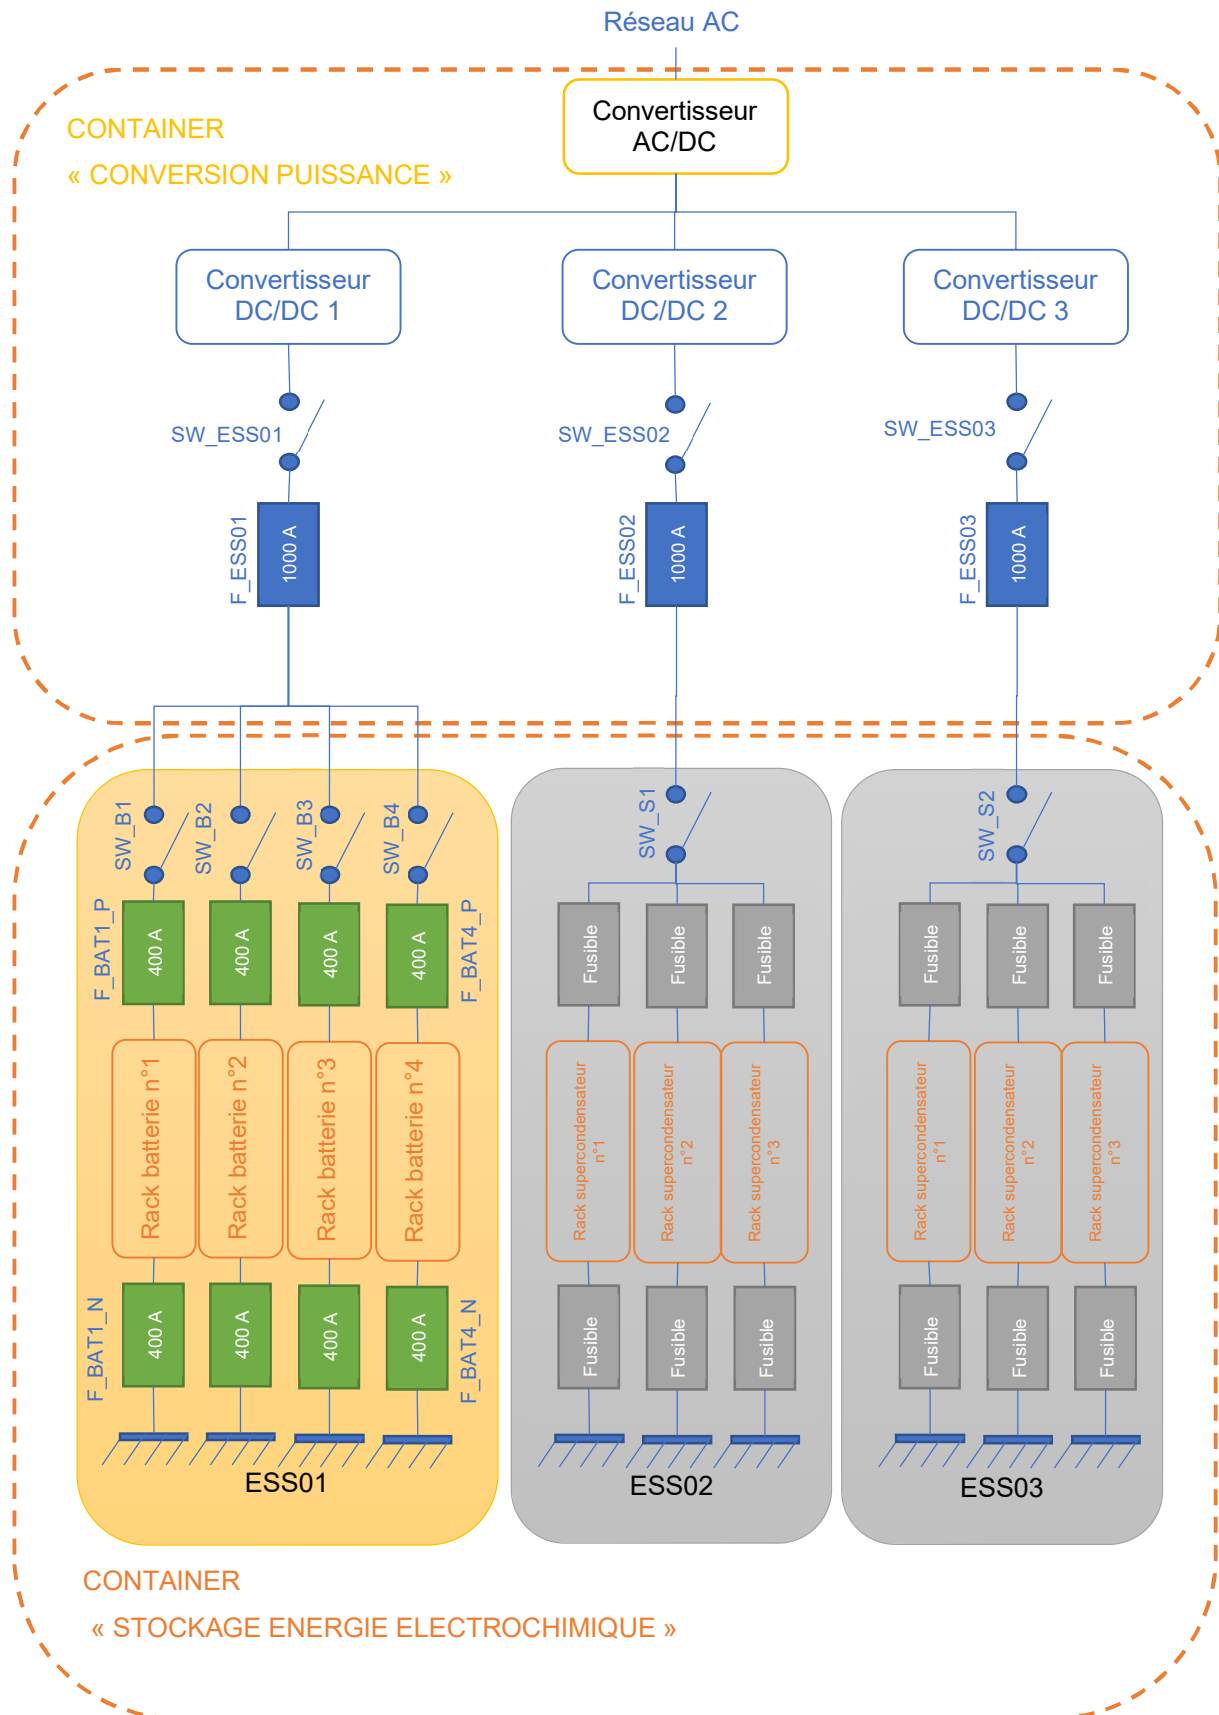 Réseau AC
Convertisseur
AC/DC
CONTAINER
« CONVERSION PUISSANCE »
Convertisseur
DC/DC 1
Convertisseur
DC/DC 2
Convertisseur
DC/DC 3
SW_ESS01
SW_ESS02
SW_ESS03
F_ESS01
1000 A
F_ESS02
1000 A
F_ESS03
1000 A
SW_B1
SW_B2
SW_B3
SW_B4
SW_S1
SW_S2
F_BAT1_P
400 A
400 A
400 A
400 A
F_BAT4_P
Fusible
Fusible
Fusible
Fusible
Fusible
Fusible
Rack batterie n°1
Rack batterie n°2
Rack batterie n°3
Rack batterie n°4
Rack supercondensateur
n°1
Rack supercondensateur
n°2
Rack supercondensateur
n°3
Rack supercondensateur
n°1
Rack supercondensateur
n°2
Rack supercondensateur
n°3
F_BAT1_N
400 A
400 A
400 A
400 A
F_BAT4_N
Fusible
Fusible
Fusible
Fusible
Fusible
Fusible
ESS01
ESS02
ESS03
CONTAINER
« STOCKAGE ENERGIE ELECTROCHIMIQUE »